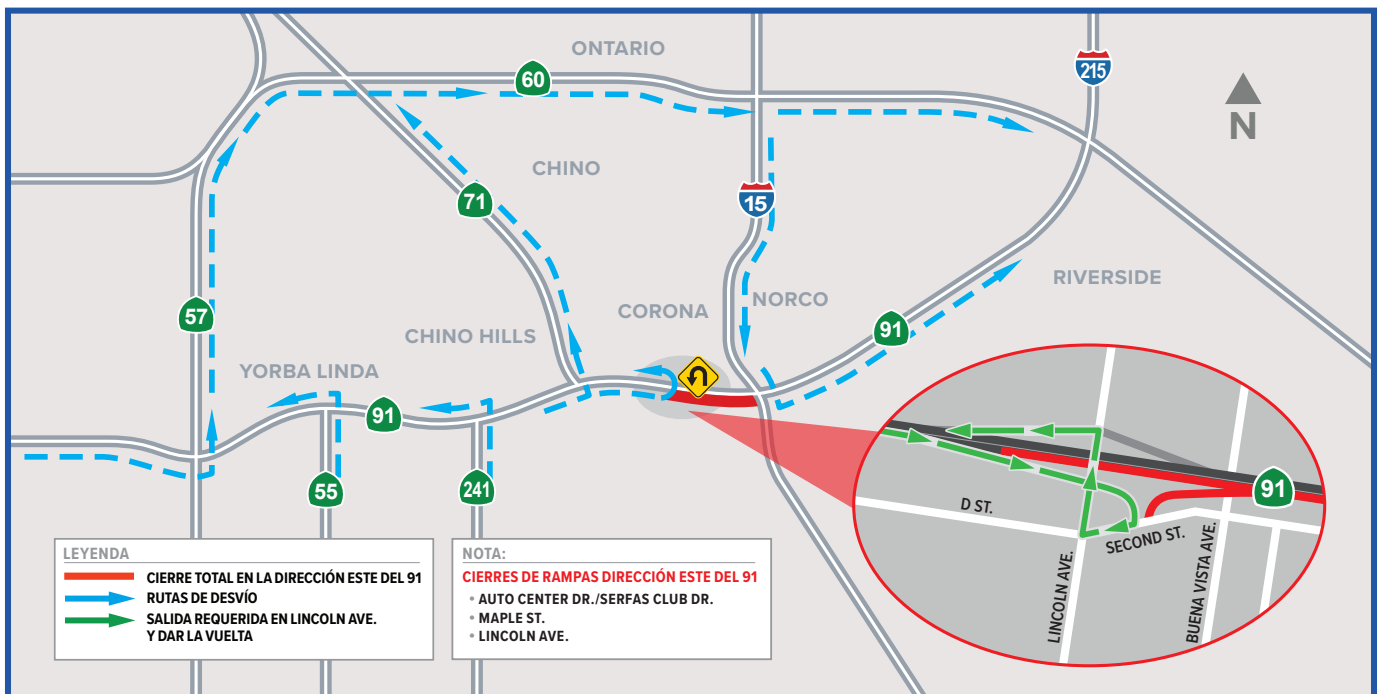 ONTARIO
60
215
N
CHINO
71
15
RIVERSIDE
NORCO
CORONA
57
CHINO HILLS
91
YORBA LINDA
91
55
241
91
D ST.
SECOND ST.
LINCOLN AVE.
BUENA VISTA AVE.
LEYENDA
CIERRE TOTAL EN LA DIRECCIÓN ESTE DEL 91
RUTAS DE DESVÍO
SALIDA REQUERIDA EN LINCOLN AVE.
Y DAR LA VUELTA
NOTA:
CIERRES DE RAMPAS DIRECCIÓN ESTE DEL 91
• AUTO CENTER DR./SERFAS CLUB DR.
• MAPLE ST.
• LINCOLN AVE.